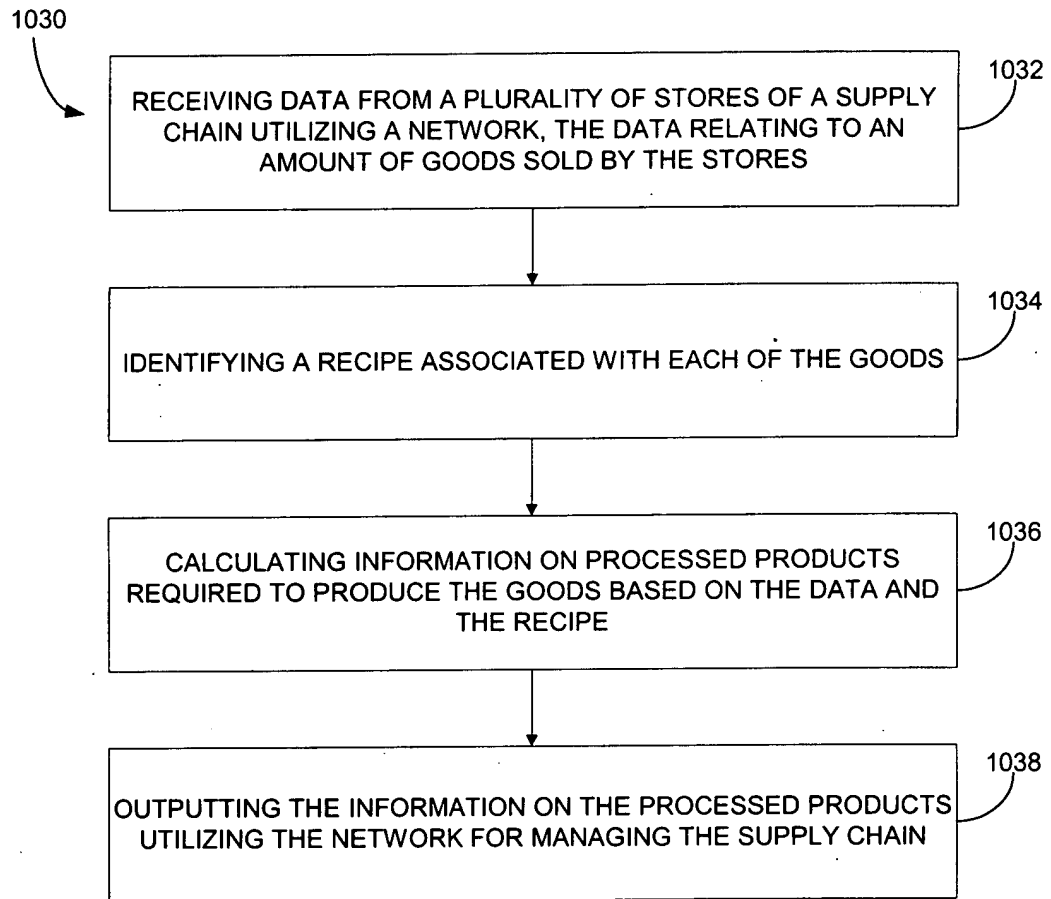 1030
1032
RECEIVING DATA FROM A PLURALITY OF STORES OF A SUPPLY
CHAIN UTILIZING A NETWORK, THE DATA RELATING TO AN
AMOUNT OF GOODS SOLD BY THE STORES
1034
IDENTIFYING A RECIPE ASSOCIATED WITH EACH OF THE GOODS
1036
CALCULATING INFORMATION ON PROCESSED PRODUCTS
REQUIRED TO PRODUCE THE GOODS BASED ON THE DATA AND
THE RECIPE
1038
OUTPUTTING THE INFORMATION ON THE PROCESSED PRODUCTS
UTILIZING THE NETWORK FOR MANAGING THE SUPPLY CHAIN